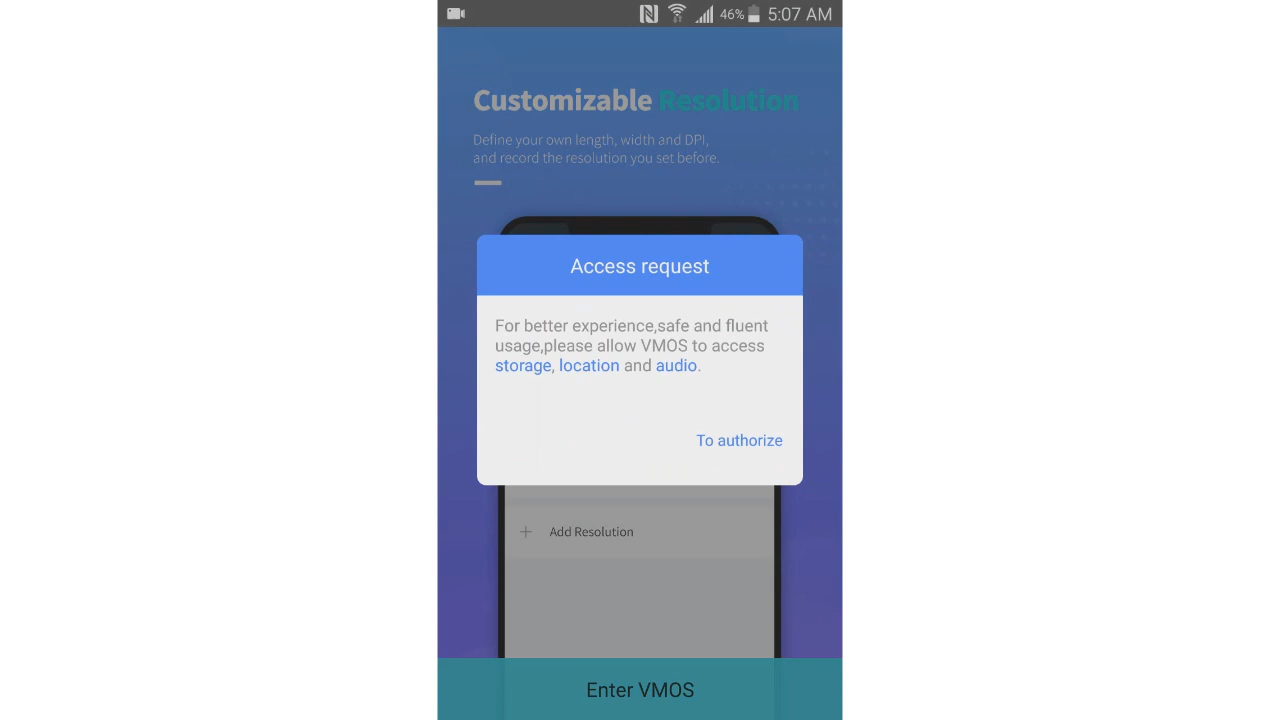 46% 5:07 AM
Customizable Resolution
Define your own length, width and DPI,
and record the resolution you set before.
Access request
For better experience,safe and fluent
usage,please allow VMOS to access
storage, location and audio.
To authorize
Add Resolution
Enter VMOS